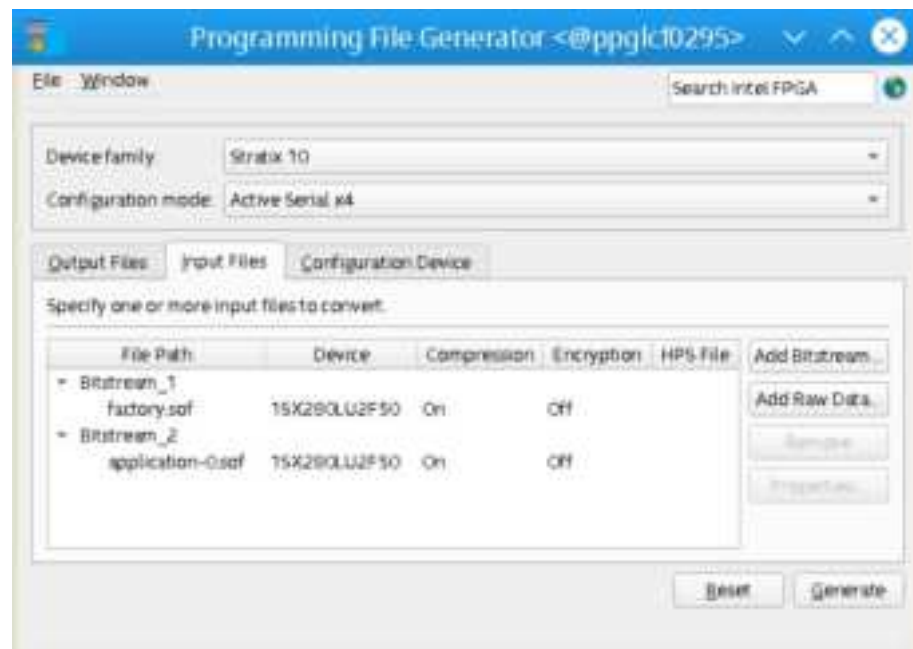 Programming File Generator <@ppglcf0295>
File Window
Search Intel FPGA
Device family Stratix 10
Configuration mode: Active Serial x4
Output Files Input Files Configuration Device
Specify one or more input files to convert.
File Path Device Compression Encryption HPS File Add Bitstream...
Bitstream_1
factory.sof 1SX280LU2F50 On Off Add Raw Data...
Bitstream_2
Remove
application-0.sof 1SX280LU2F50 On Off
Properties...
Reset Generate